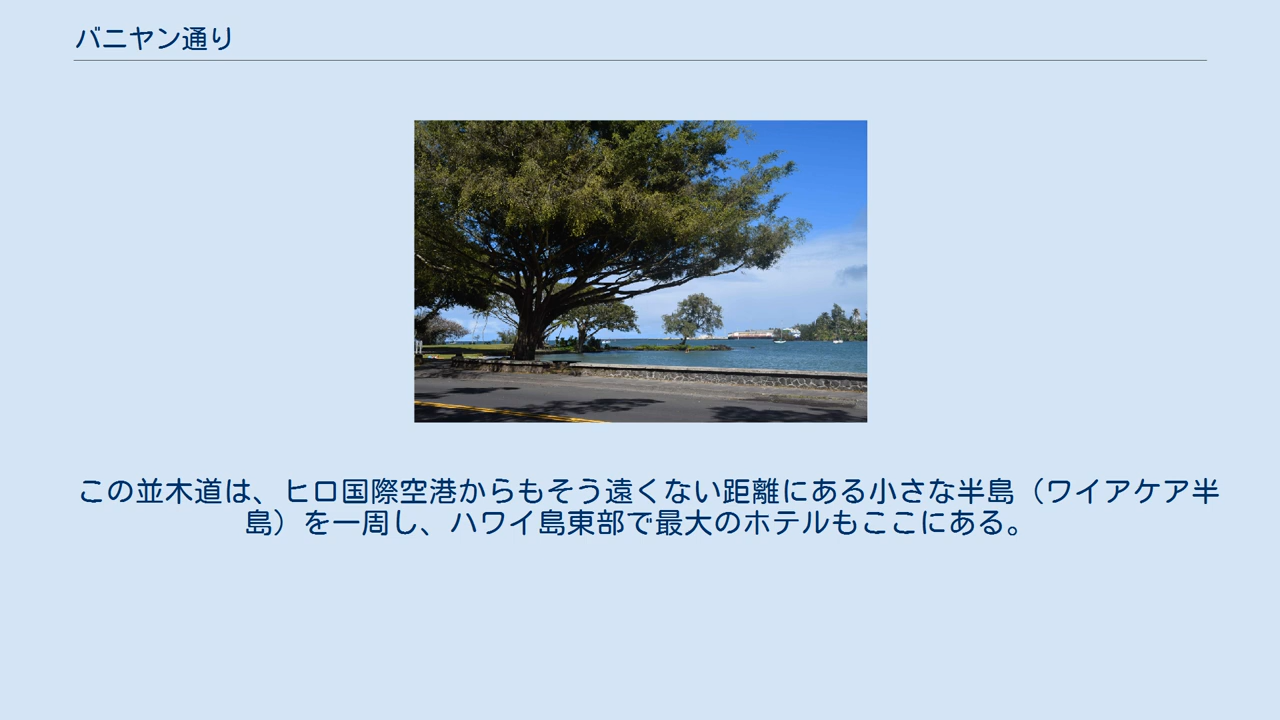 バニヤン通り
この並木道は、ヒロ国際空港からもそう遠くない距離にある小さな半島（ワイアケア半
島）を一周し、ハワイ島東部で最大のホテルもここにある。